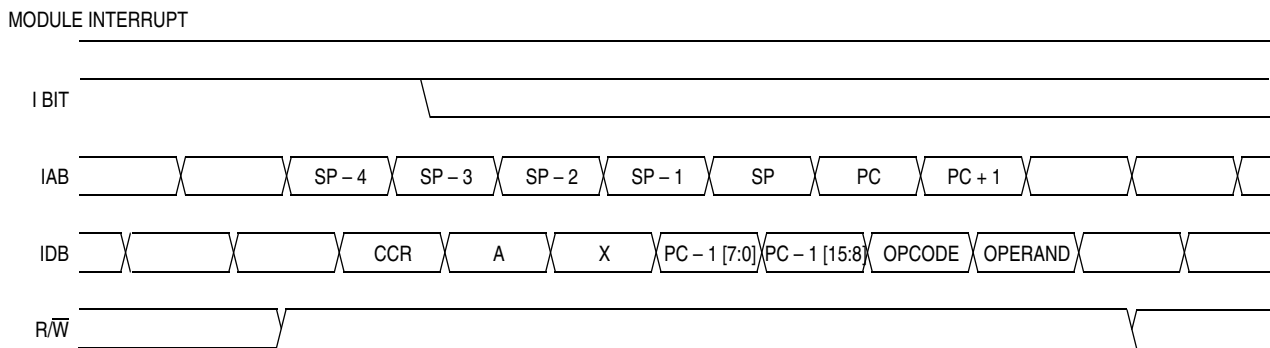 MODULE INTERRUPT
I BIT
IAB SP – 4 SP – 3 SP – 2 SP – 1 SP PC PC + 1
IDB CCR A X PC – 1 [7:0] PC – 1 [15:8] OPCODE OPERAND
R/W̅